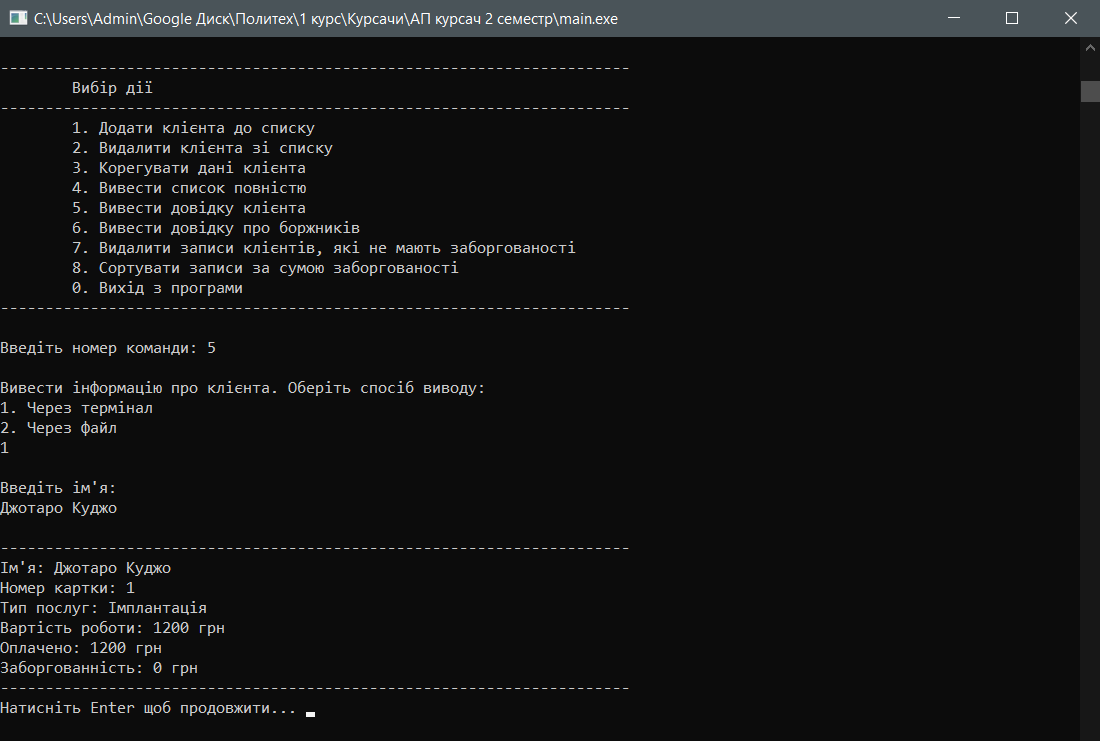 C:\Users\Admin\Google Диск\Политех\1 курс\Курсачи\АП курсач 2 семестр\main.exe
----------------------------------------------------------------------
Вибір дії
----------------------------------------------------------------------
1. Додати клієнта до списку
2. Видалити клієнта зі списку
3. Корегувати дані клієнта
4. Вивести список повністю
5. Вивести довідку клієнта
6. Вивести довідку про боржників
7. Видалити записи клієнтів, які не мають заборгованості
8. Сортувати записи за сумою заборгованості
0. Вихід з програми
----------------------------------------------------------------------
Введіть номер команди: 5
Вивести інформацію про клієнта. Оберіть спосіб виводу:
1. Через термінал
2. Через файл
1
Введіть ім'я:
Джотаро Куджо
----------------------------------------------------------------------
Ім'я: Джотаро Куджо
Номер картки: 1
Тип послуг: Імплантація
Вартість роботи: 1200 грн
Оплачено: 1200 грн
Заборгованність: 0 грн
----------------------------------------------------------------------
Натисніть Enter щоб продовжити...